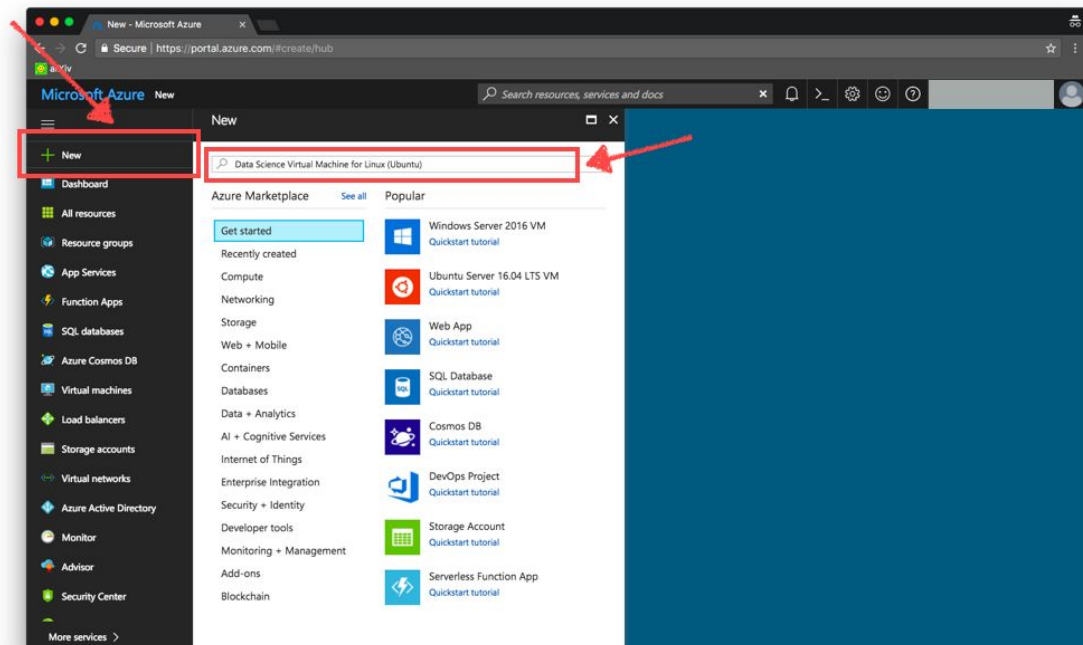 New - Microsoft Azure
Secure | https://portal.azure.com/#create/hub
arXiv
Microsoft Azure New
Search resources, services and docs
New
New
Data Science Virtual Machine for Linux (Ubuntu)
Dashboard
All resources
Resource groups
App Services
Function Apps
SQL databases
Azure Cosmos DB
Virtual machines
Load balancers
Storage accounts
Virtual networks
Azure Active Directory
Monitor
Advisor
Security Center
More services >
Azure Marketplace See all
Get started
Recently created
Compute
Networking
Storage
Web + Mobile
Containers
Databases
Data + Analytics
AI + Cognitive Services
Internet of Things
Enterprise Integration
Security + Identity
Developer tools
Monitoring + Management
Add-ons
Blockchain
Popular
Windows Server 2016 VM
Quickstart tutorial
Ubuntu Server 16.04 LTS VM
Quickstart tutorial
Web App
Quickstart tutorial
SQL Database
Quickstart tutorial
SQL
Cosmos DB
Quickstart tutorial
DevOps Project
Quickstart tutorial
Storage Account
Quickstart tutorial
Serverless Function App
Quickstart tutorial